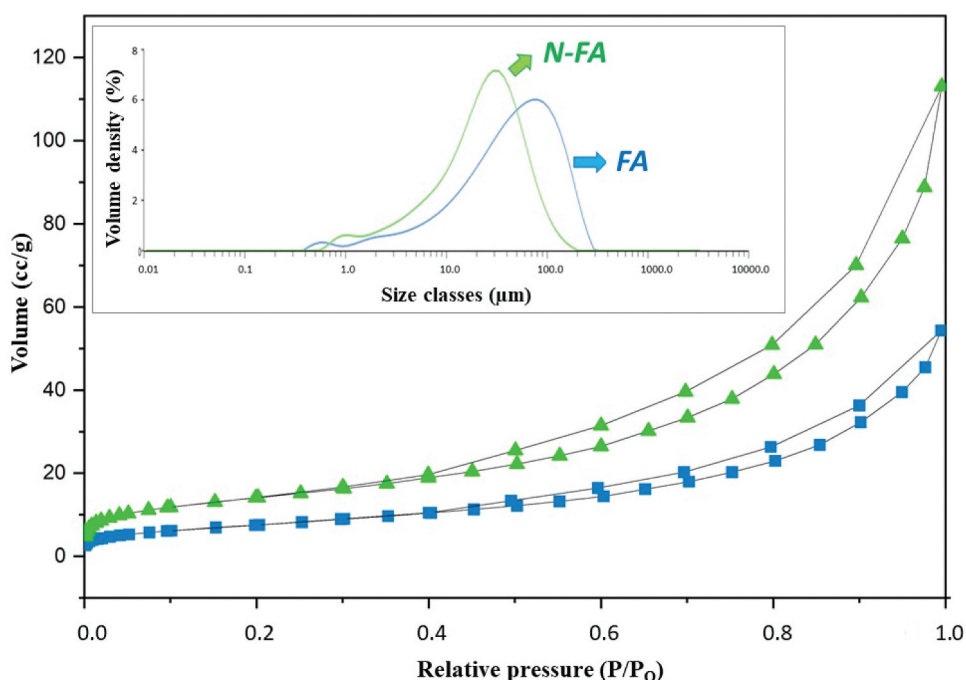 120
100
80
60
40
20
0
Volume (cc/g)
0.0 0.2 0.4 0.6 0.8 1.0
Relative pressure (P/P_O)
8
6
4
2
0
Volume density (%)
0.01 0.1 1.0 10.0 100.0 1000.0 10000.0
Size classes (µm)
N-FA
FA